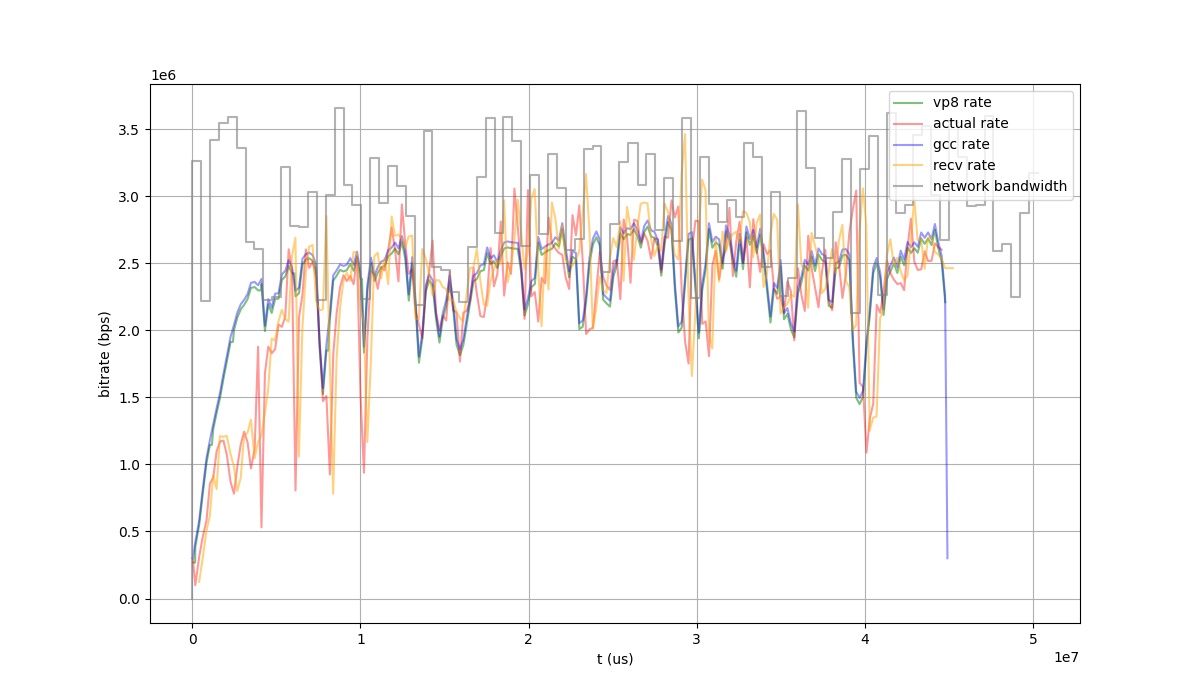 1e6
vp8 rate
actual rate
gcc rate
recv rate
network bandwidth
3.5
3.0
2.5
2.0
1.5
1.0
0.5
0.0
bitrate (bps)
0 1 2 3 4 5
t (us)
1e7